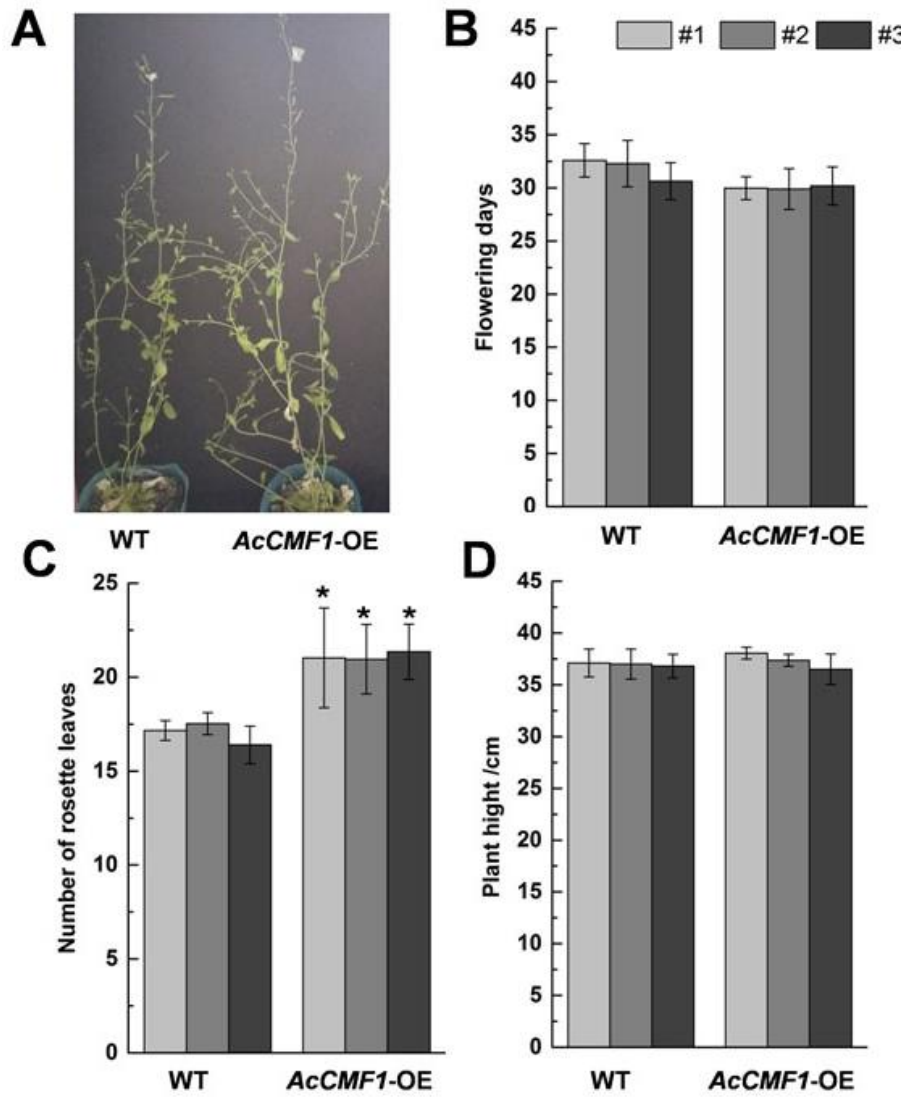 A
WT
AcCMF1-OE
B
#1
#2
#3
Flowering days
45
40
35
30
25
20
15
10
5
0
WT
AcCMF1-OE
C
Number of rosette leaves
25
20
15
10
5
0
*
*
*
WT
AcCMF1-OE
D
Plant hight /cm
45
40
35
30
25
20
15
10
5
0
WT
AcCMF1-OE